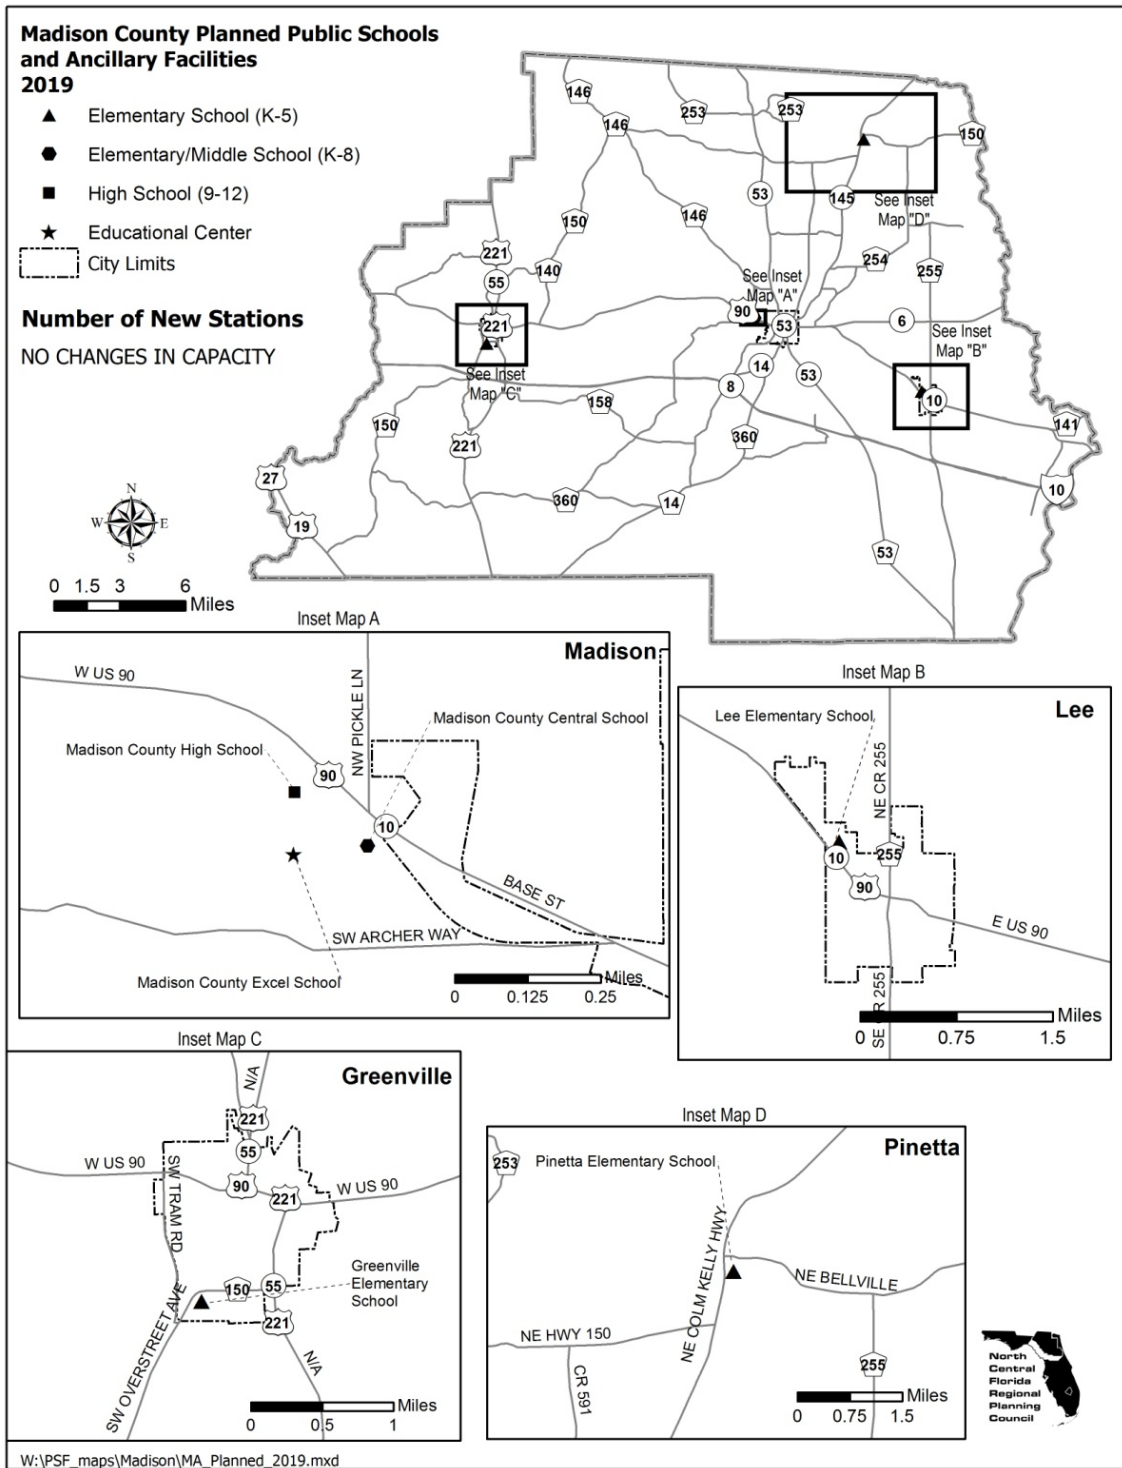 Madison County Planned Public Schools
and Ancillary Facilities
2019
Elementary School (K-5)
Elementary/Middle School (K-8)
High School (9-12)
Educational Center
City Limits
Number of New Stations
NO CHANGES IN CAPACITY
146
253
253
150
146
53
145
See Inset
Map "D"
150
146
221
254
255
140
55
See Inset
Map "A"
90
53
6
221
See Inset
Map "B"
See Inset
Map "C"
14
53
8
10
158
150
141
221
360
27
10
360
14
19
53
N
W
E
S
0 1.5 3 6
Miles
Inset Map A
Madison
W US 90
NW PICKLE LN
Madison County Central School
Madison County High School
90
10
BASE ST
SW ARCHER WAY
Madison County Excel School
Miles
0 0.125 0.25
Inset Map B
Lee
Lee Elementary School
NE CR 255
10
255
90
E US 90
SE CR 255
Miles
0 0.75 1.5
Inset Map C
Greenville
N/A
221
55
W US 90
SW TRAM RD
90
221
W US 90
150
55
Greenville
Elementary
School
SW OVERSTREET AVE
221
N/A
Miles
0 0.5 1
Inset Map D
Pinetta
253
Pinetta Elementary School
NE COLM KELLY HWY
NE BELLVILLE
NE HWY 150
CR 591
255
Miles
0 0.75 1.5
North
Central
Florida
Regional
Planning
Council
W:\PSF_maps\Madison\MA_Planned_2019.mxd